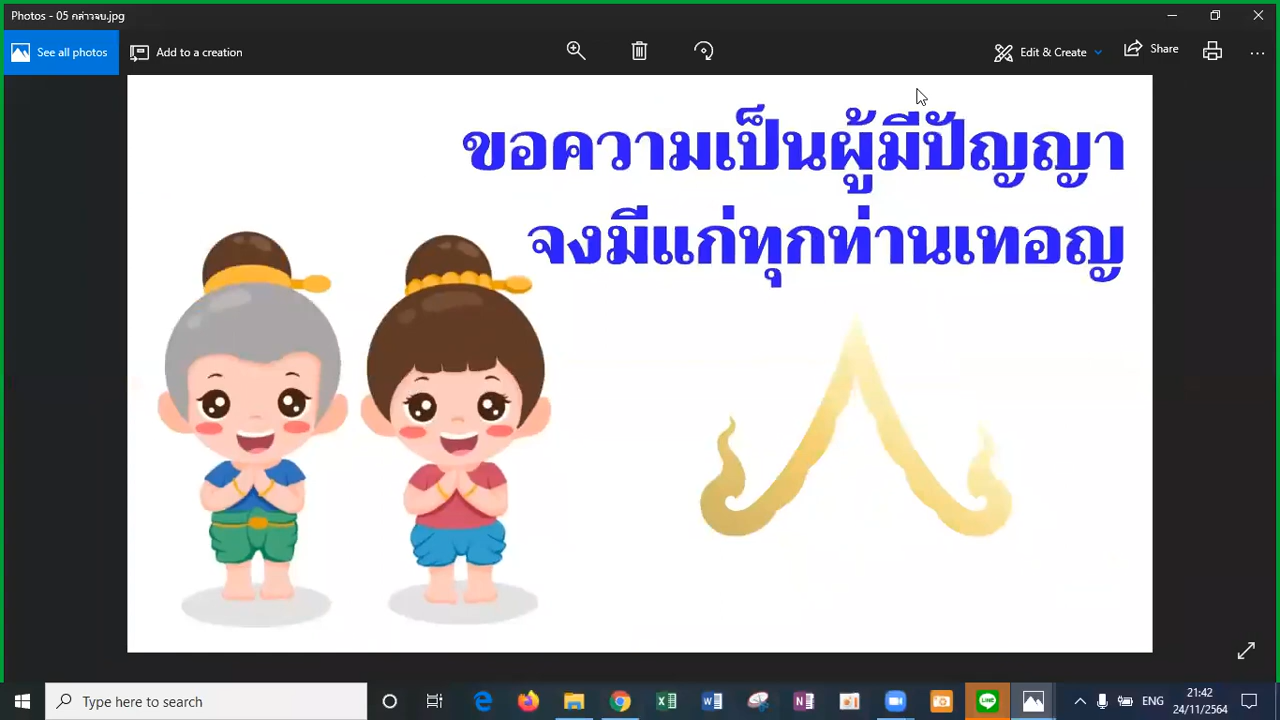 Photos - 05 กล่าวจบ.jpg
See all photos
Add to a creation
Edit & Create
Share
ขอความเป็นผู้มีปัญญา
จงมีแก่ทุกท่านเทอญ
Type here to search
ENG
21:42
24/11/2564